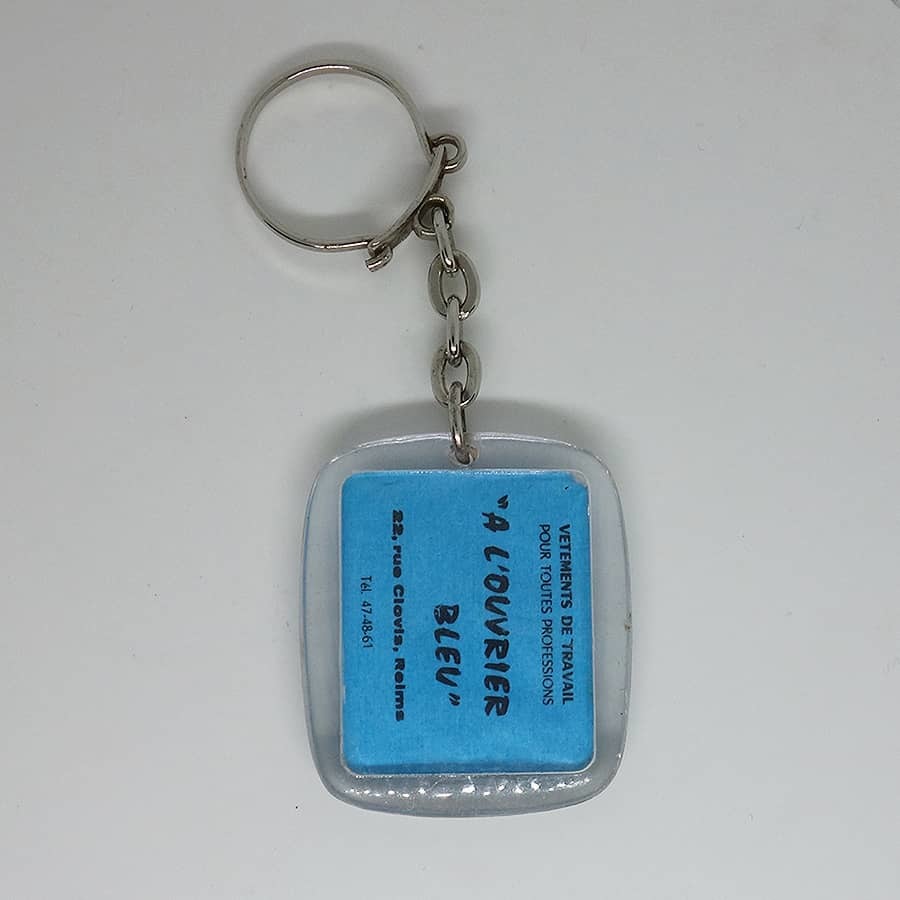 VETEMENTS DE TRAVAIL
POUR TOUTES PROFESSIONS
"A L'OUVRIER
BLEU"
22, rue Clovis, Reims
Tél. 47-48-61